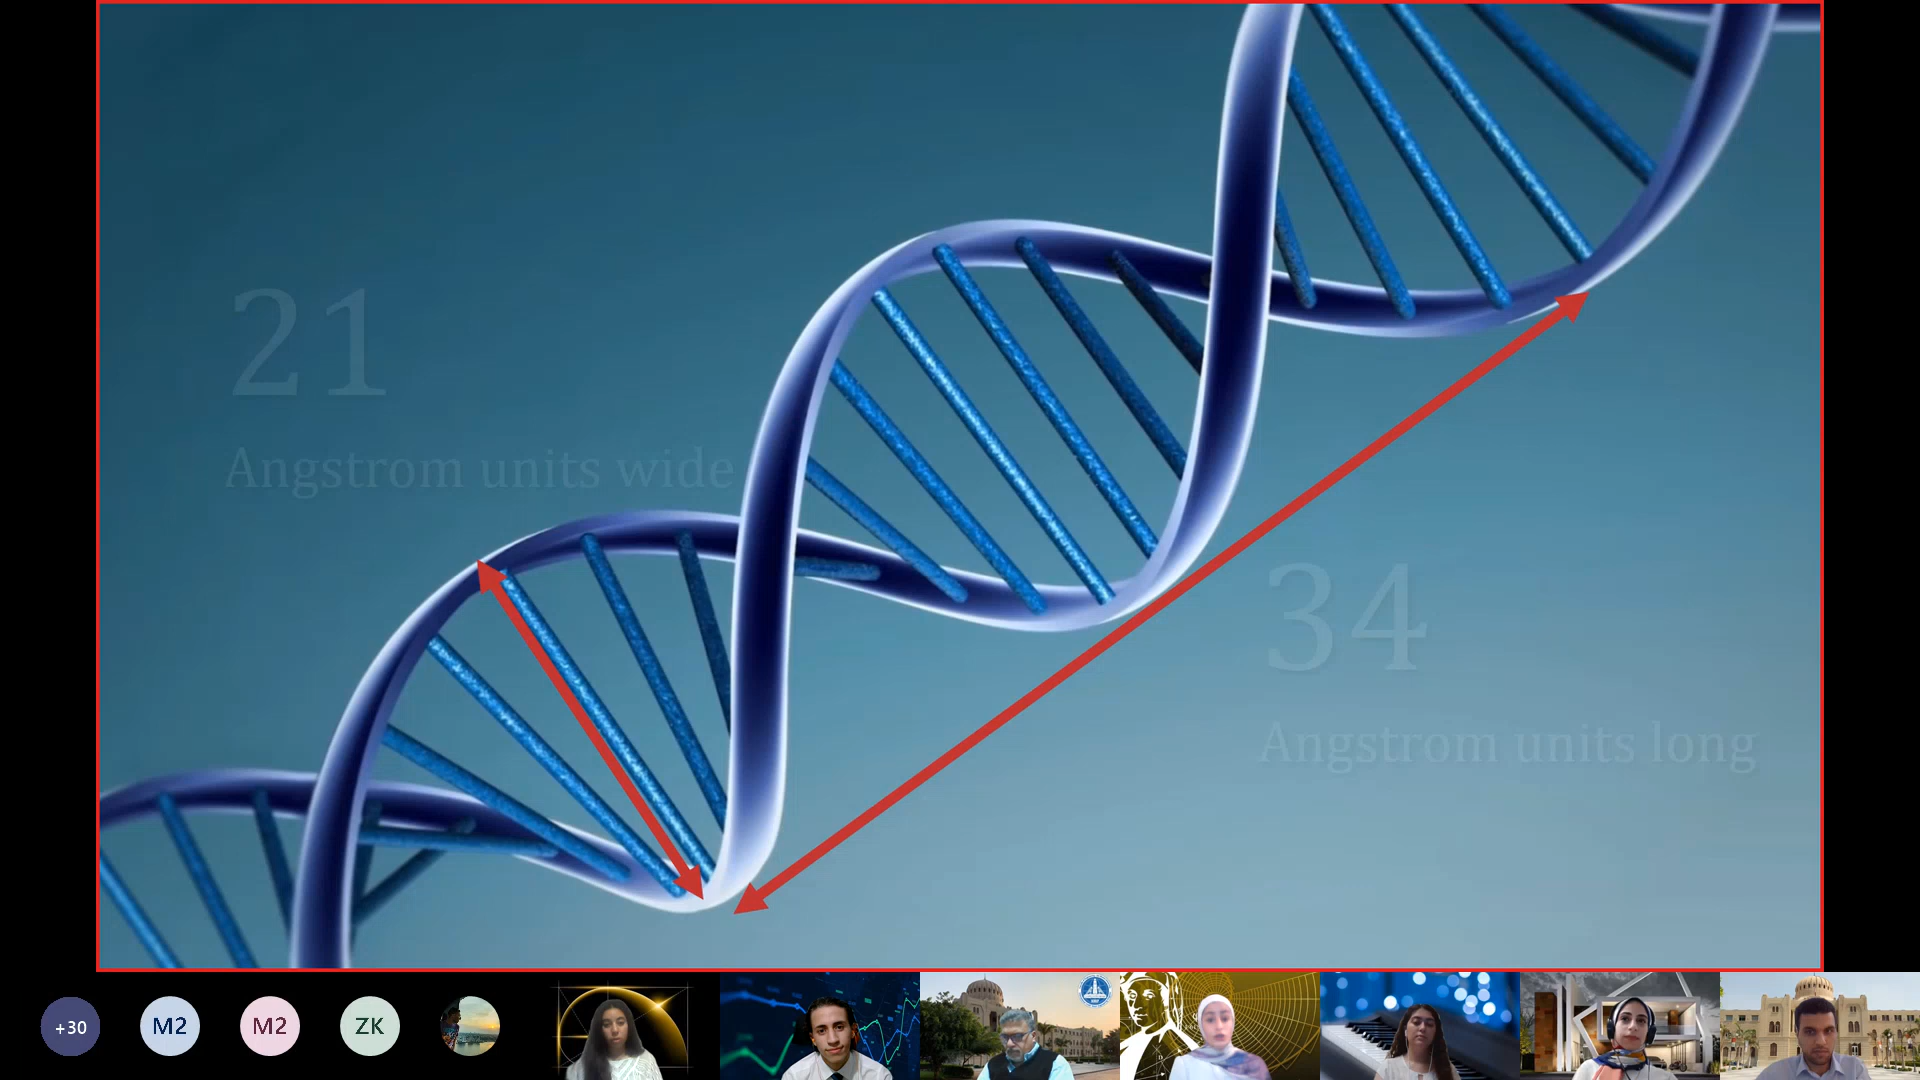 21
Angstrom units wide
34
Angstrom units long
+30
M2
M2
ZK